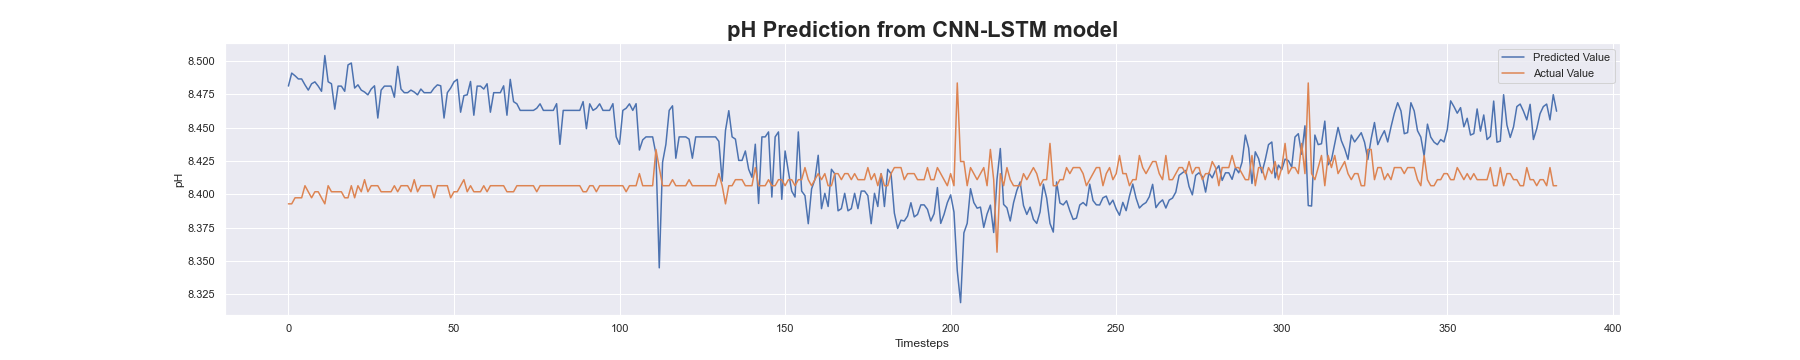 pH Prediction from CNN-LSTM model
Predicted Value
Actual Value
8.500
8.475
8.450
8.425
8.400
8.375
8.350
8.325
pH
0 50 100 150 200 250 300 350 400
Timesteps